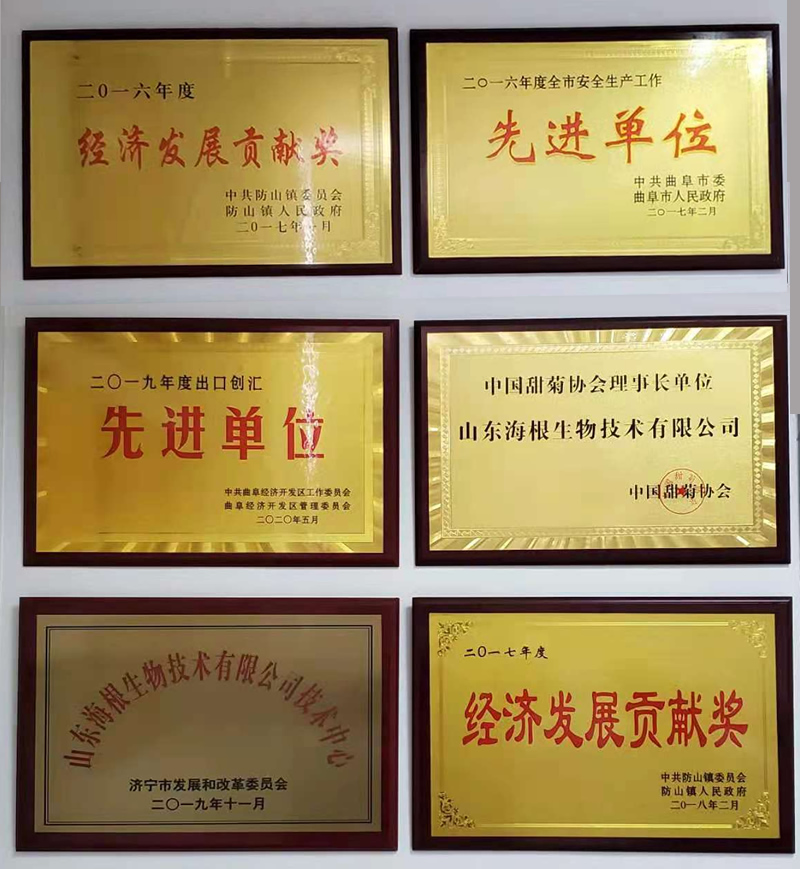 二〇一六年度
经济发展贡献奖
中共防山镇委员会
防山镇人民政府
二〇一七年一月
二〇一六年度全市安全生产工作
先进单位
中共曲阜市委
曲阜市人民政府
二〇一七年二月
二〇一九年度出口创汇
先进单位
中共曲阜经济开发区工作委员会
曲阜经济开发区管理委员会
二〇二〇年五月
中国甜菊协会理事长单位
山东海根生物技术有限公司
中国甜菊协会
山东海根生物技术有限公司技术中心
济宁市发展和改革委员会
二〇一九年十一月
二〇一七年度
经济发展贡献奖
中共防山镇委员会
防山镇人民政府
二〇一八年二月